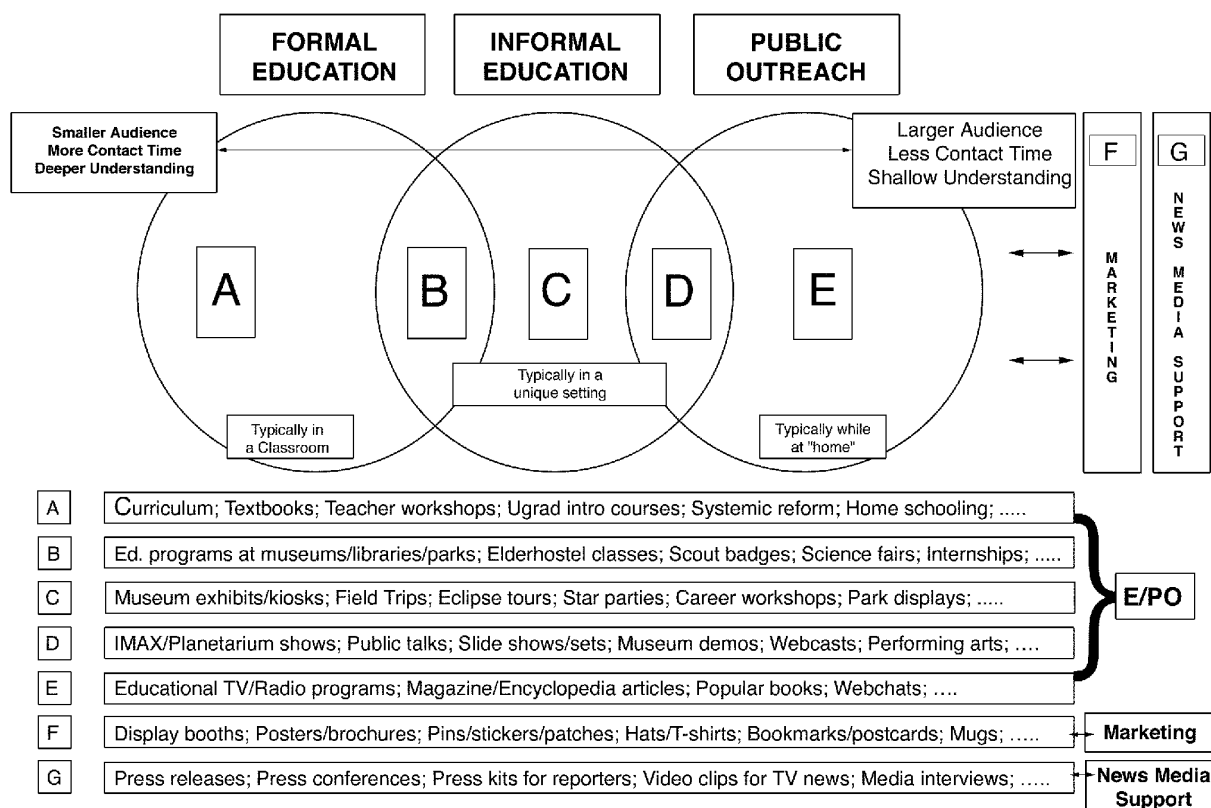 FORMAL
EDUCATION
INFORMAL
EDUCATION
PUBLIC
OUTREACH
Smaller Audience
More Contact Time
Deeper Understanding
Larger Audience
Less Contact Time
Shallow Understanding
F
MARKETING
G
NEWS MEDIA SUPPORT
A
B
C
D
E
Typically in a
unique setting
Typically in
a Classroom
Typically while
at "home"
A
Curriculum; Textbooks; Teacher workshops; Ugrad intro courses; Systemic reform; Home schooling; .....
B
Ed. programs at museums/libraries/parks; Elderhostel classes; Scout badges; Science fairs; Internships; .....
C
Museum exhibits/kiosks; Field Trips; Eclipse tours; Star parties; Career workshops; Park displays; .....
D
IMAX/Planetarium shows; Public talks; Slide shows/sets; Museum demos; Webcasts; Performing arts; ....
E
Educational TV/Radio programs; Magazine/Encyclopedia articles; Popular books; Webchats; ....
E/PO
F
Display booths; Posters/brochures; Pins/stickers/patches; Hats/T-shirts; Bookmarks/postcards; Mugs; .....
Marketing
G
Press releases; Press conferences; Press kits for reporters; Video clips for TV news; Media interviews; .....
News Media
Support